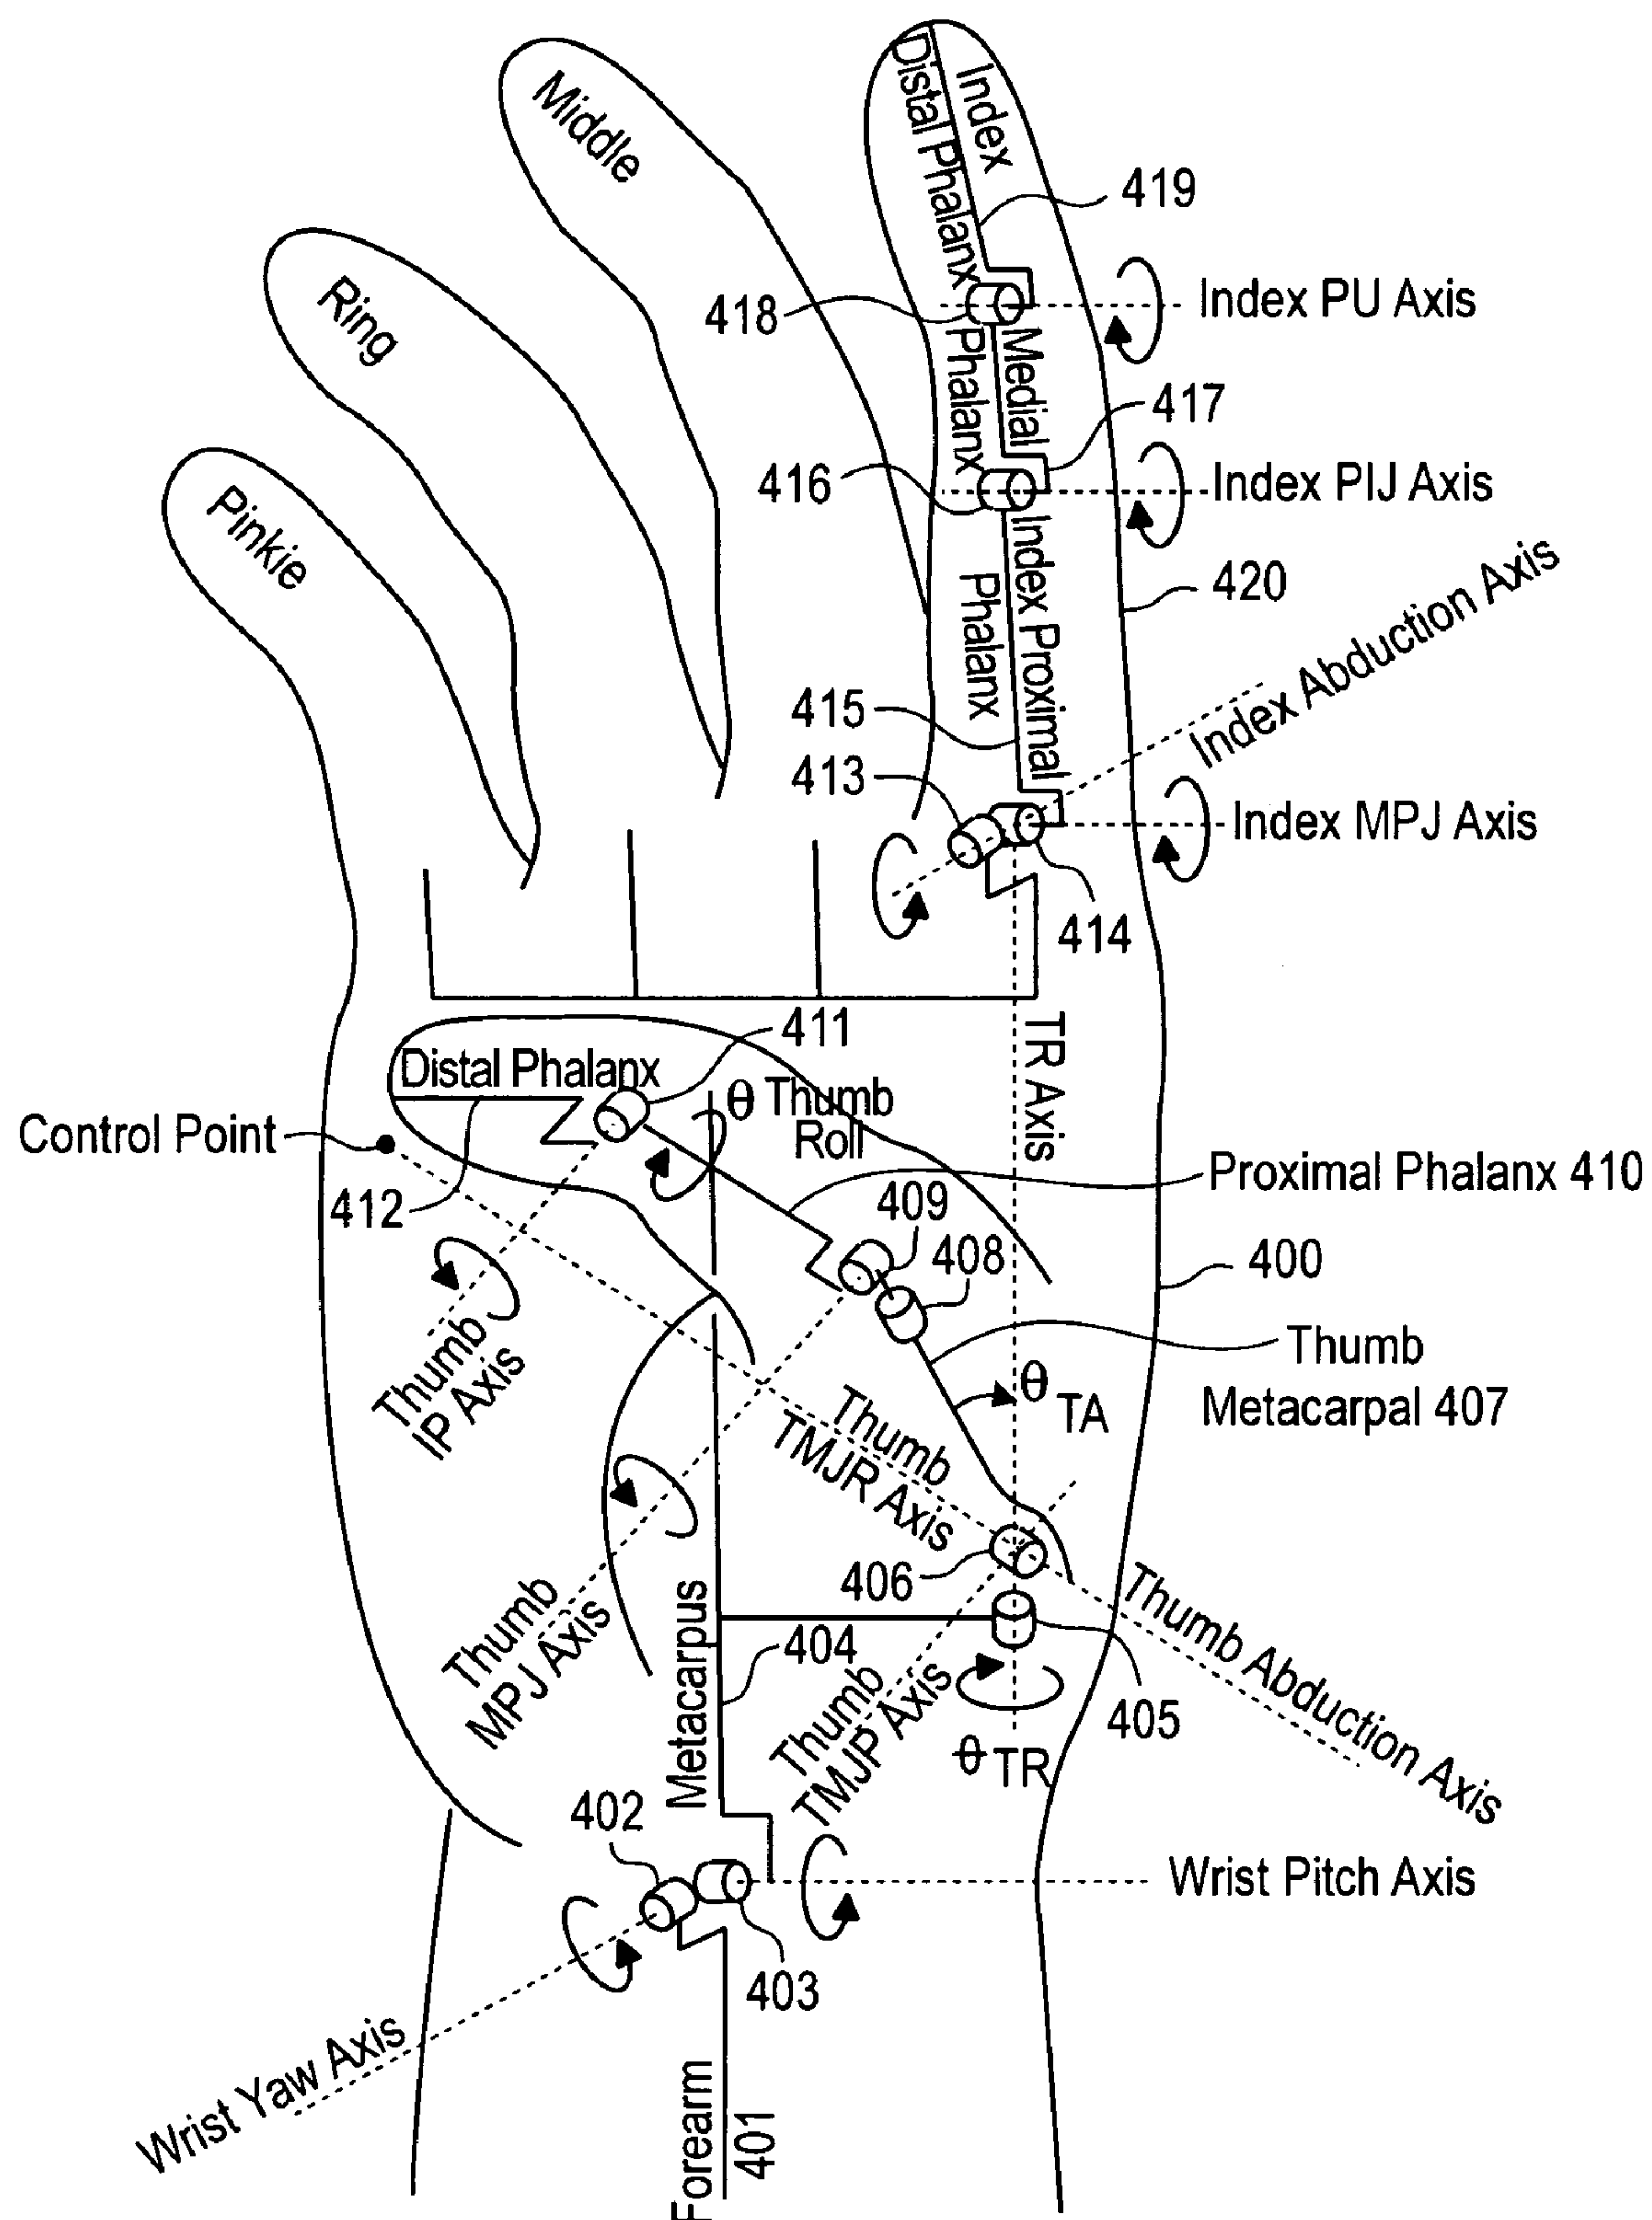 Index
Distal Phalanx
Middle
419
Ring
418
Index PU Axis
Medial
Phalanx
417
416
Index PIJ Axis
Pinkie
Index Proximal
Phalanx
420
Index Abduction Axis
415
413
Index MPJ Axis
414
411
TR Axis
Distal Phalanx
θ Thumb
Roll
Control Point
Proximal Phalanx 410
412
409
408
400
Thumb
IP Axis
Thumb
Metacarpal 407
θ TA
Thumb
TMJR Axis
406
Thumb Abduction Axis
Thumb
MPJ Axis
Metacarpus
404
Thumb
TMJP Axis
405
θ TR
402
Wrist Pitch Axis
403
Wrist Yaw Axis
Forearm
401